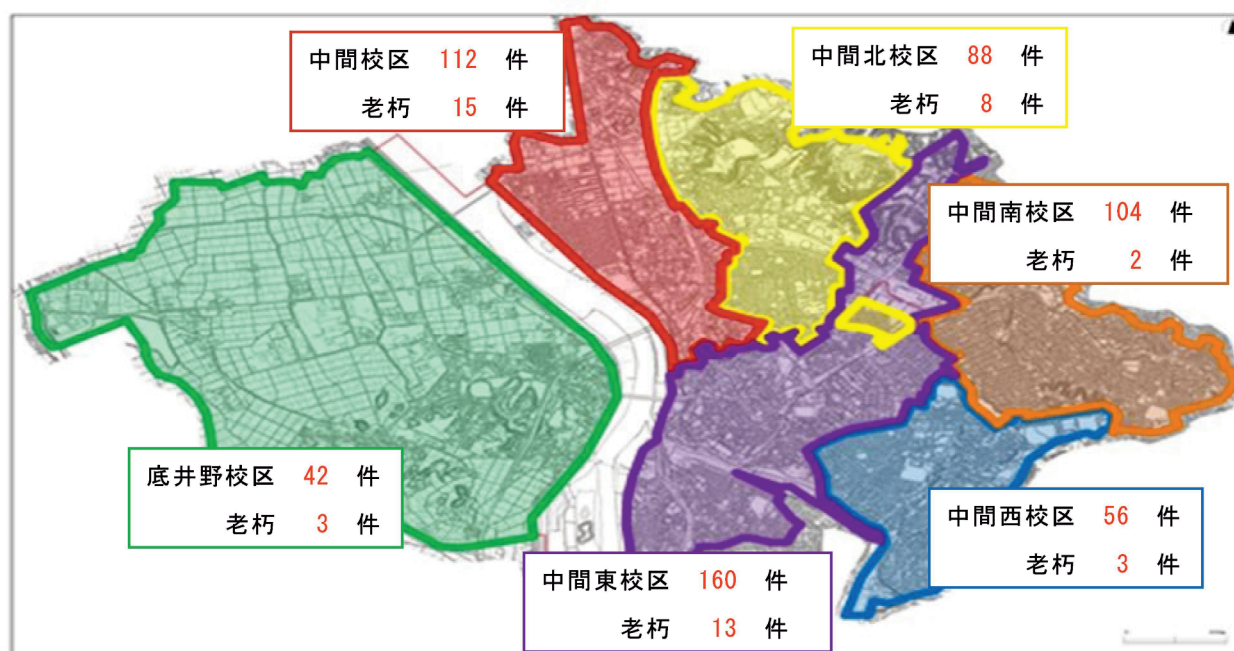 中間校区 112 件
老朽 15 件
中間北校区 88 件
老朽 8 件
中間南校区 104 件
老朽 2 件
底井野校区 42 件
老朽 3 件
中間西校区 56 件
老朽 3 件
中間東校区 160 件
老朽 13 件